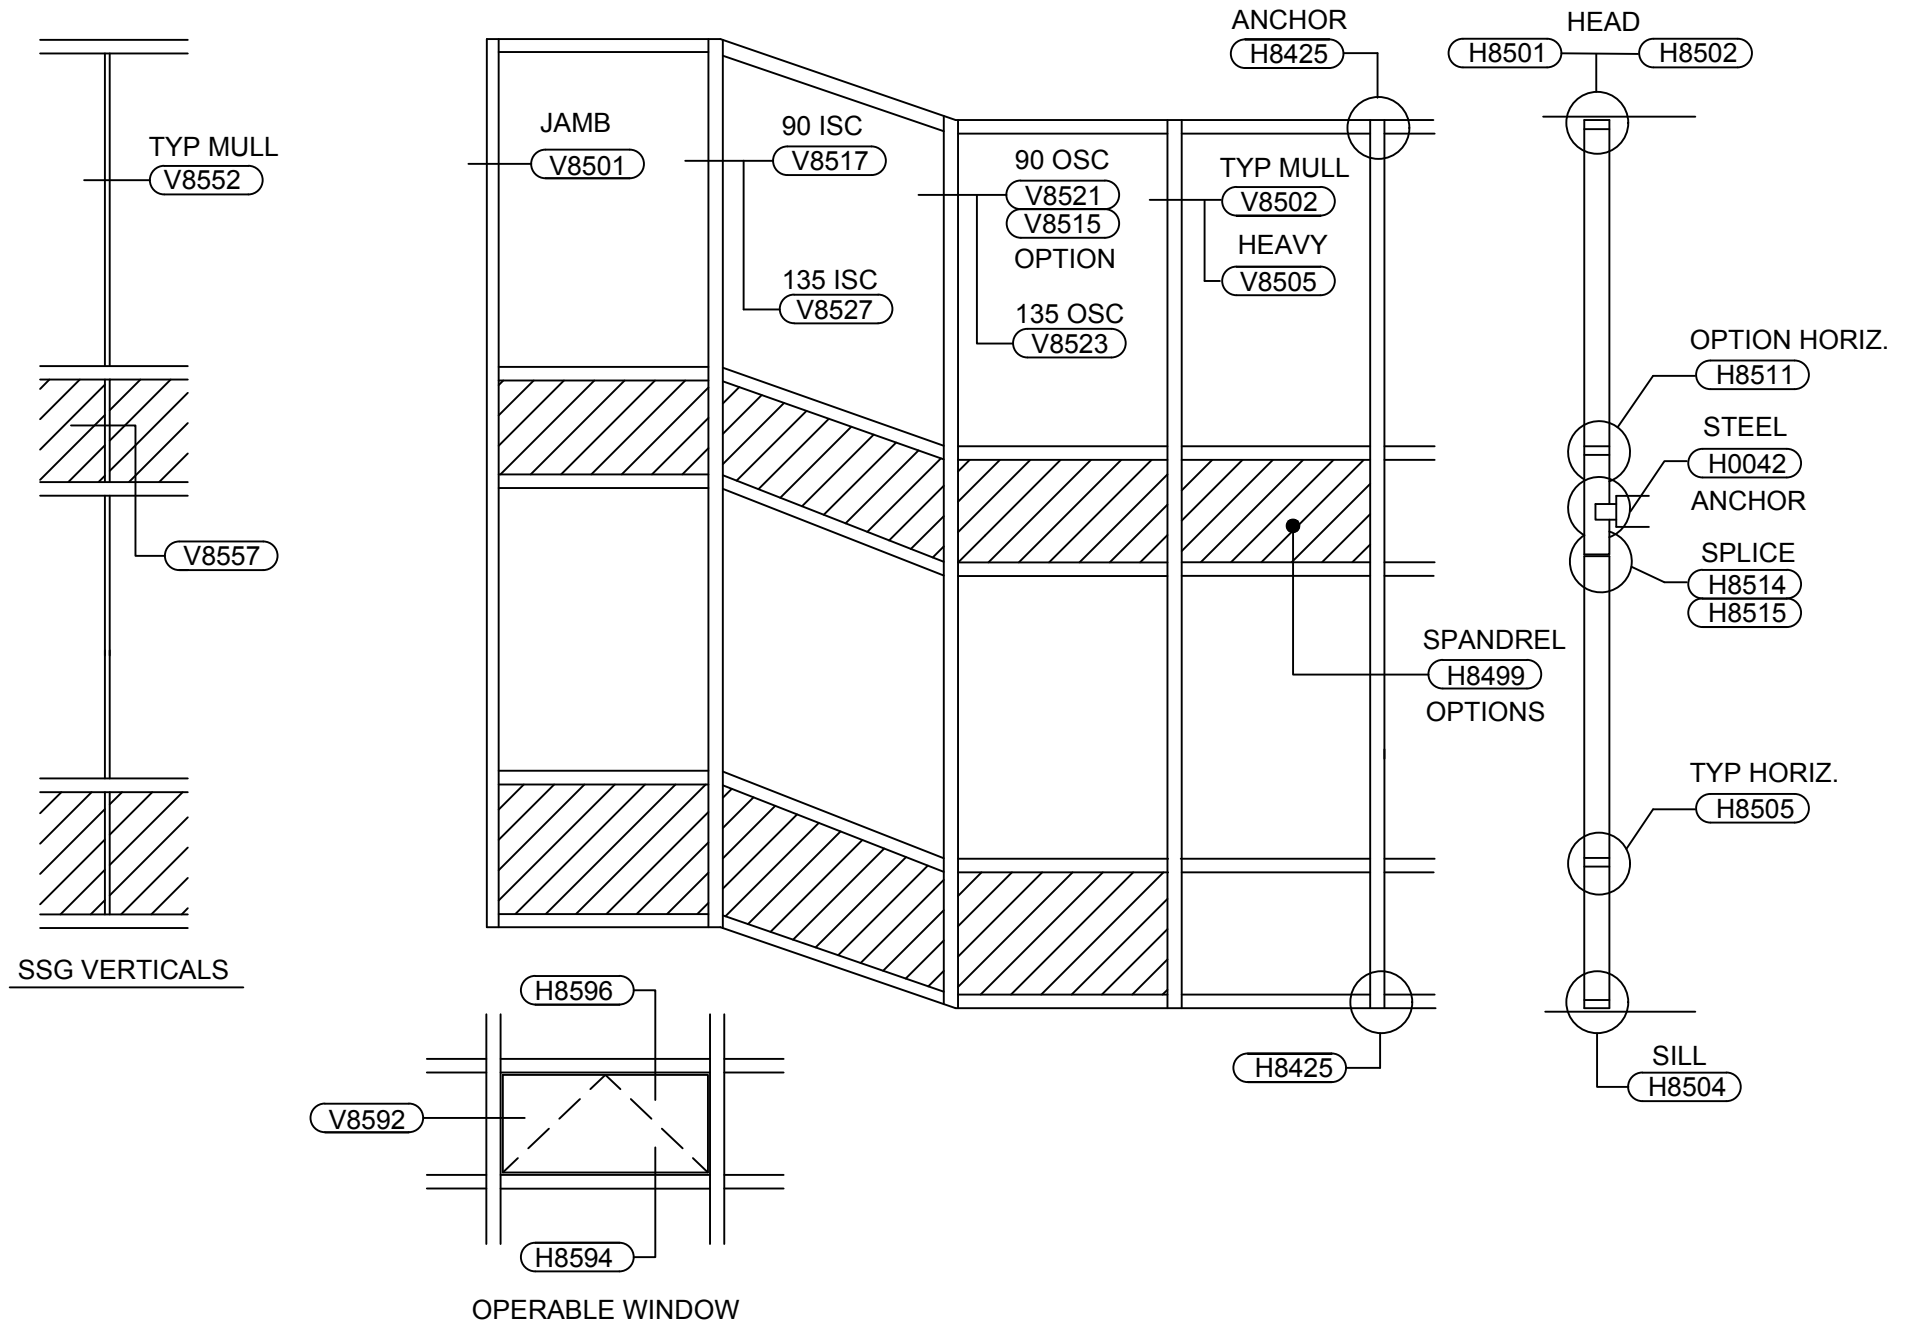 ANCHOR
H8425
HEAD
H8501
H8502
TYP MULL
V8552
JAMB
V8501
90 ISC
V8517
135 ISC
V8527
90 OSC
V8521
V8515
OPTION
135 OSC
V8523
TYP MULL
V8502
HEAVY
V8505
OPTION HORIZ.
H8511
STEEL
H0042
ANCHOR
SPLICE
H8514
H8515
V8557
SPANDREL
H8499
OPTIONS
TYP HORIZ.
H8505
SSG VERTICALS
H8425
SILL
H8504
H8596
V8592
H8594
OPERABLE WINDOW